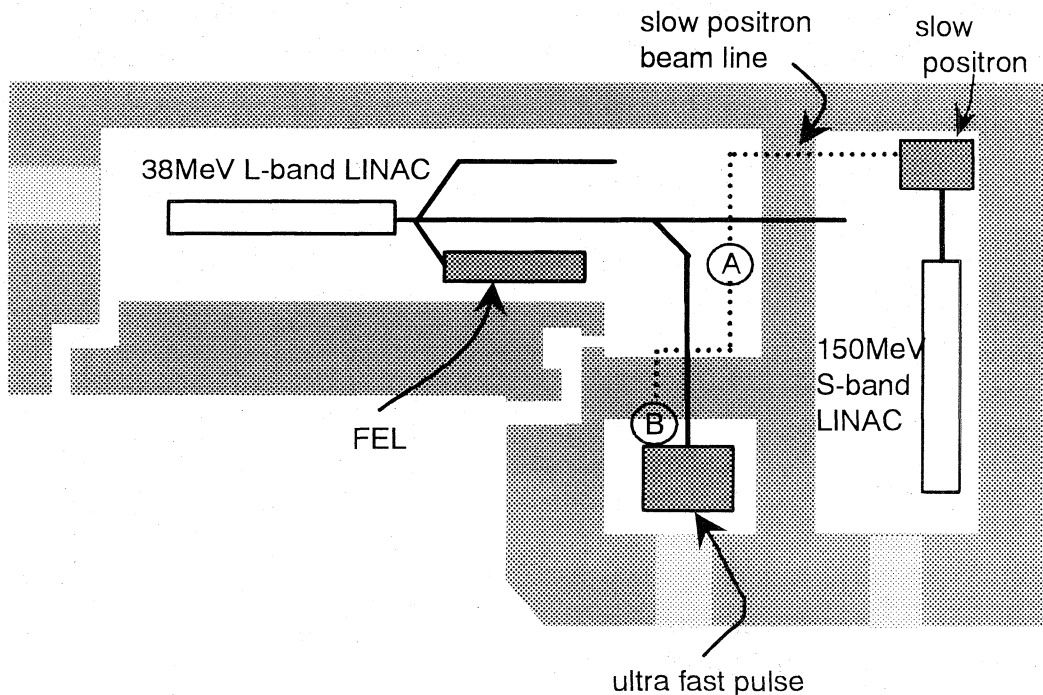 slow positron
beam line
slow
positron
38MeV L-band LINAC
A
150MeV
S-band
LINAC
B
FEL
ultra fast pulse